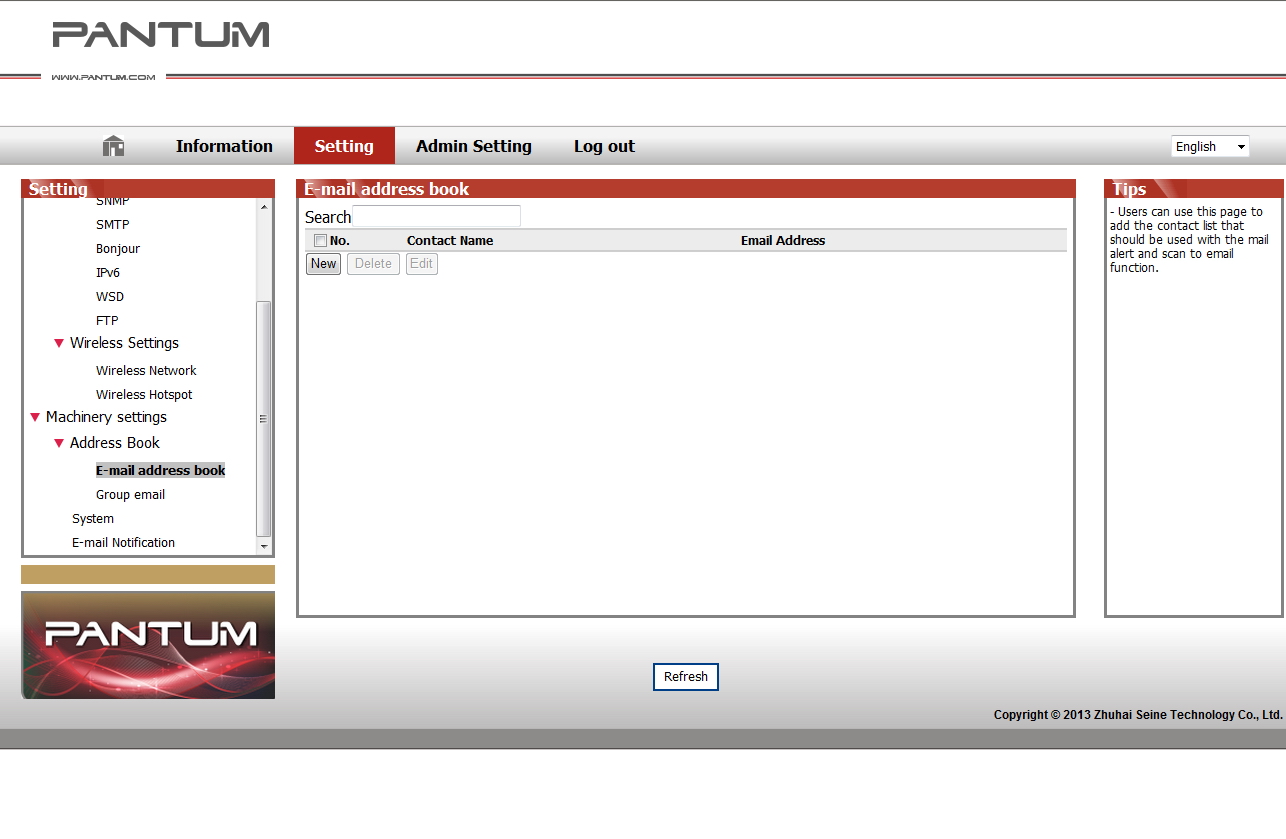 PANTUM
WWW.PANTUM.COM
Information
Setting
Admin Setting
Log out
English
Setting
SNMP
SMTP
Bonjour
IPv6
WSD
FTP
Wireless Settings
Wireless Network
Wireless Hotspot
Machinery settings
Address Book
E-mail address book
Group email
System
E-mail Notification
PANTUM
E-mail address book
Search
No. Contact Name Email Address
New Delete Edit
Tips
- Users can use this page to
add the contact list that
should be used with the mail
alert and scan to email
function.
Refresh
Copyright © 2013 Zhuhai Seine Technology Co., Ltd.